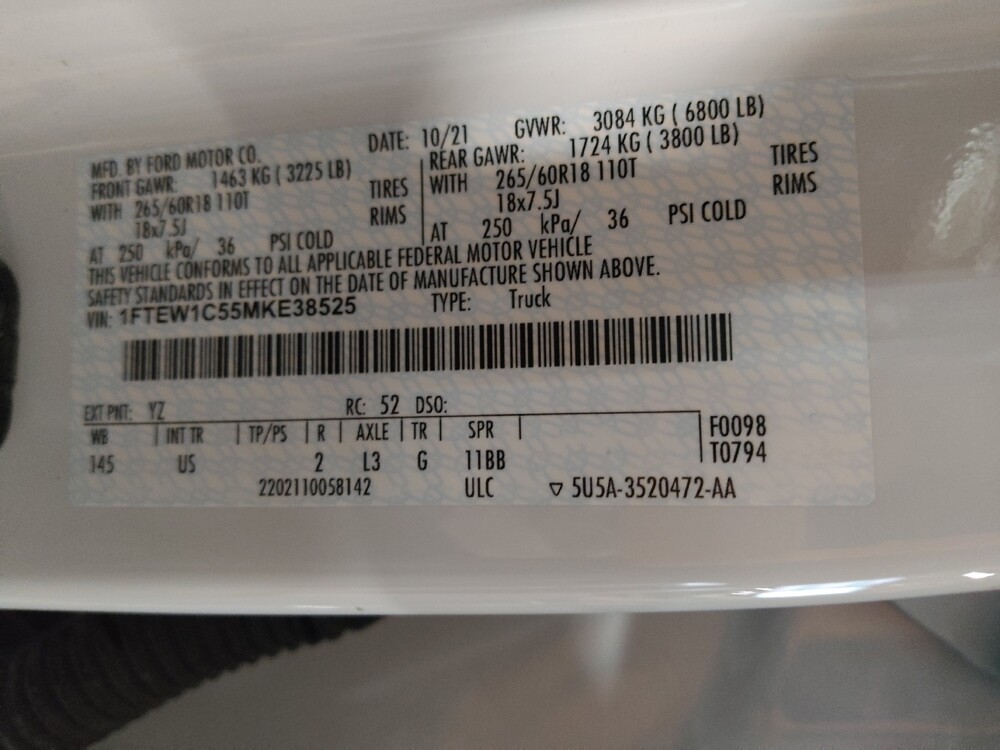 MFD. BY FORD MOTOR CO. DATE: 10/21 GVWR: 3084 KG ( 6800 LB)
FRONT GAWR: 1463 KG ( 3225 LB)
WITH 265/60R18 110T TIRES
18x7.5J RIMS
AT 250 kPa/ 36 PSI COLD
REAR GAWR: 1724 KG ( 3800 LB)
WITH 265/60R18 110T TIRES
18x7.5J RIMS
AT 250 kPa/ 36 PSI COLD
THIS VEHICLE CONFORMS TO ALL APPLICABLE FEDERAL MOTOR VEHICLE
SAFETY STANDARDS IN EFFECT ON THE DATE OF MANUFACTURE SHOWN ABOVE.
VIN: 1FTEW1C55MKE38525 TYPE: Truck
EXT PNT: YZ RC: 52 DSO:
WB INT TR TP/PS R AXLE TR SPR F0098
145 US 2 L3 G 11BB T0794
2202110058142 ULC ▽ 5U5A-3520472-AA